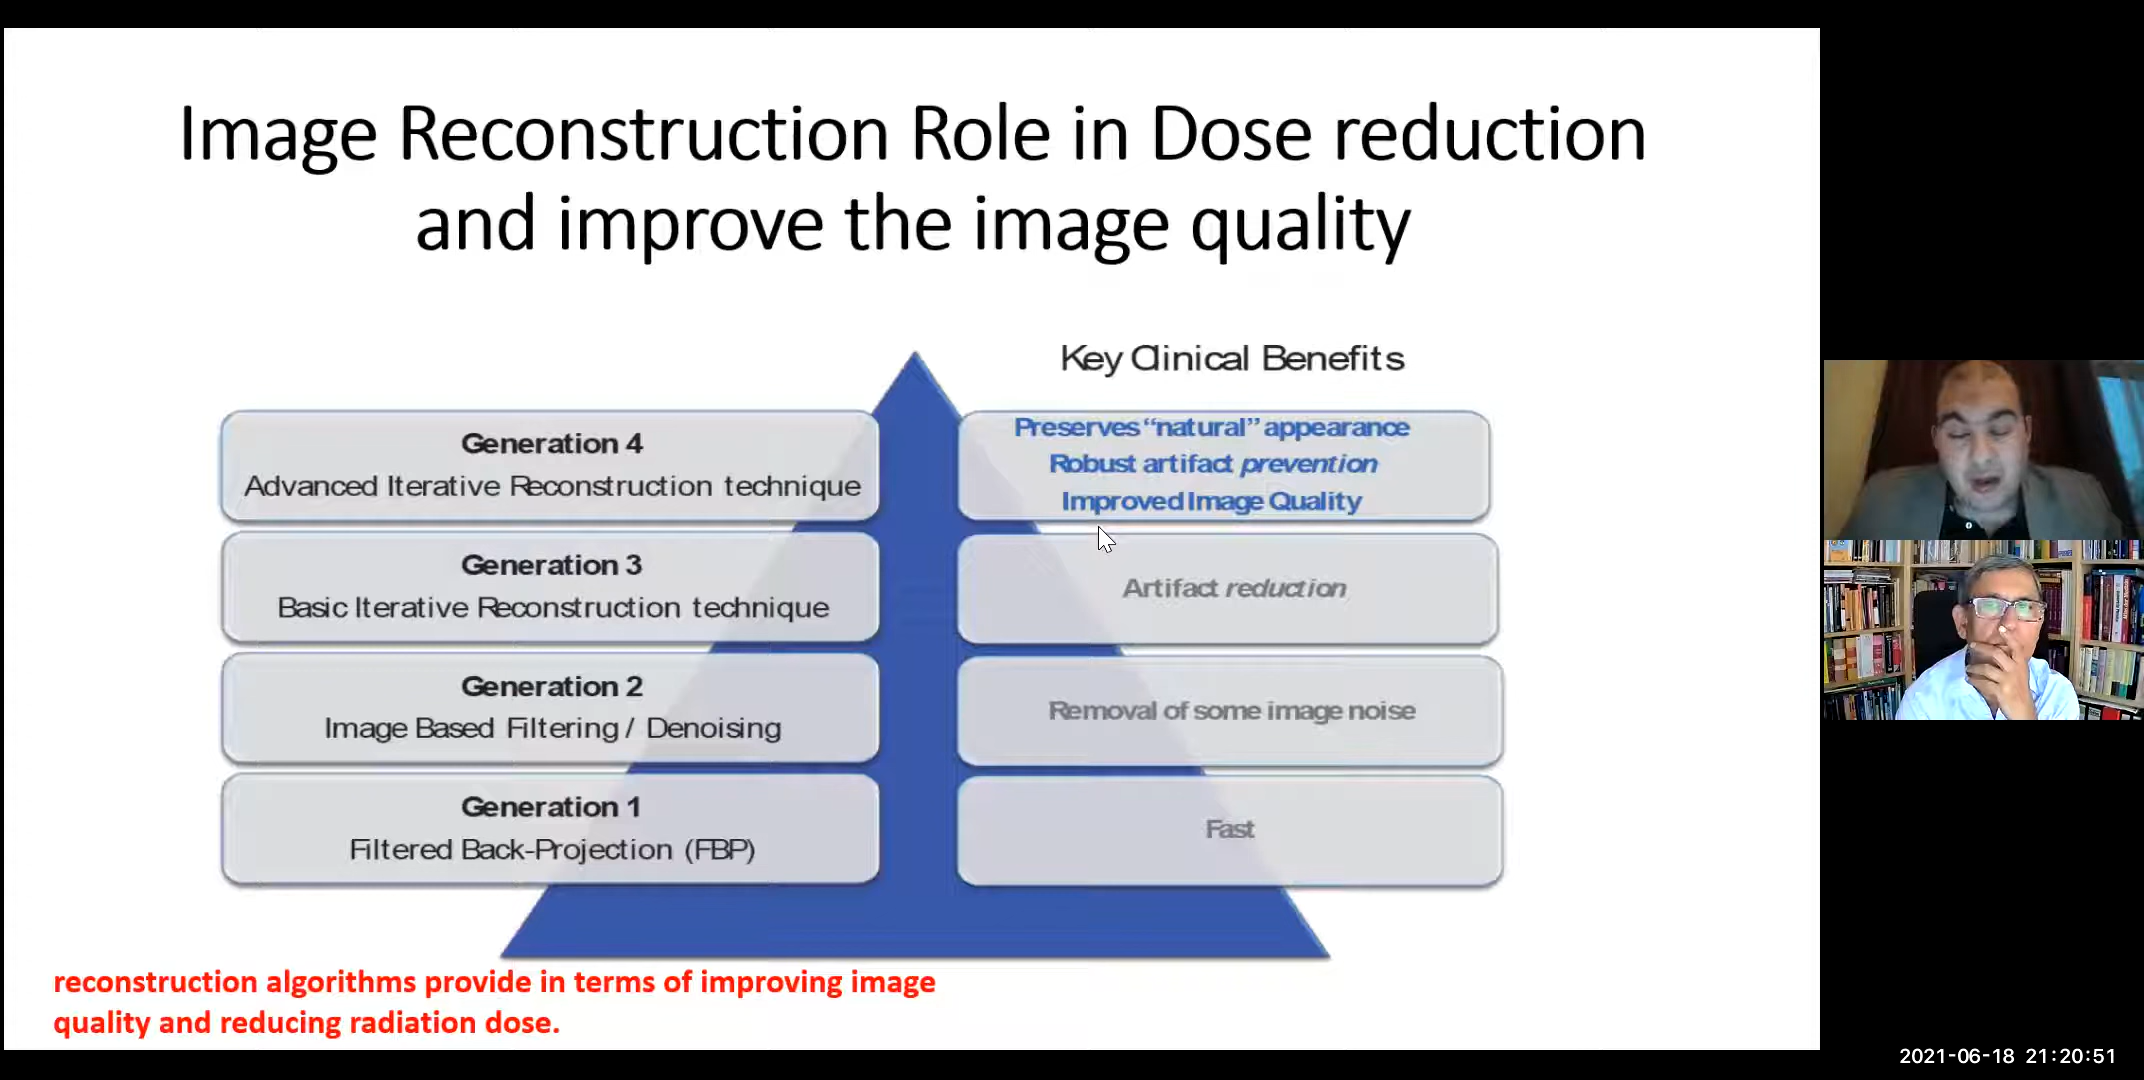 Image Reconstruction Role in Dose reduction
and improve the image quality
Key Clinical Benefits
Generation 4
Advanced Iterative Reconstruction technique
Preserves “natural” appearance
Robust artifact prevention
Improved Image Quality
Generation 3
Basic Iterative Reconstruction technique
Artifact reduction
Generation 2
Image Based Filtering / Denoising
Removal of some image noise
Generation 1
Filtered Back-Projection (FBP)
Fast
reconstruction algorithms provide in terms of improving image
quality and reducing radiation dose.
2021-06-18 21:20:51